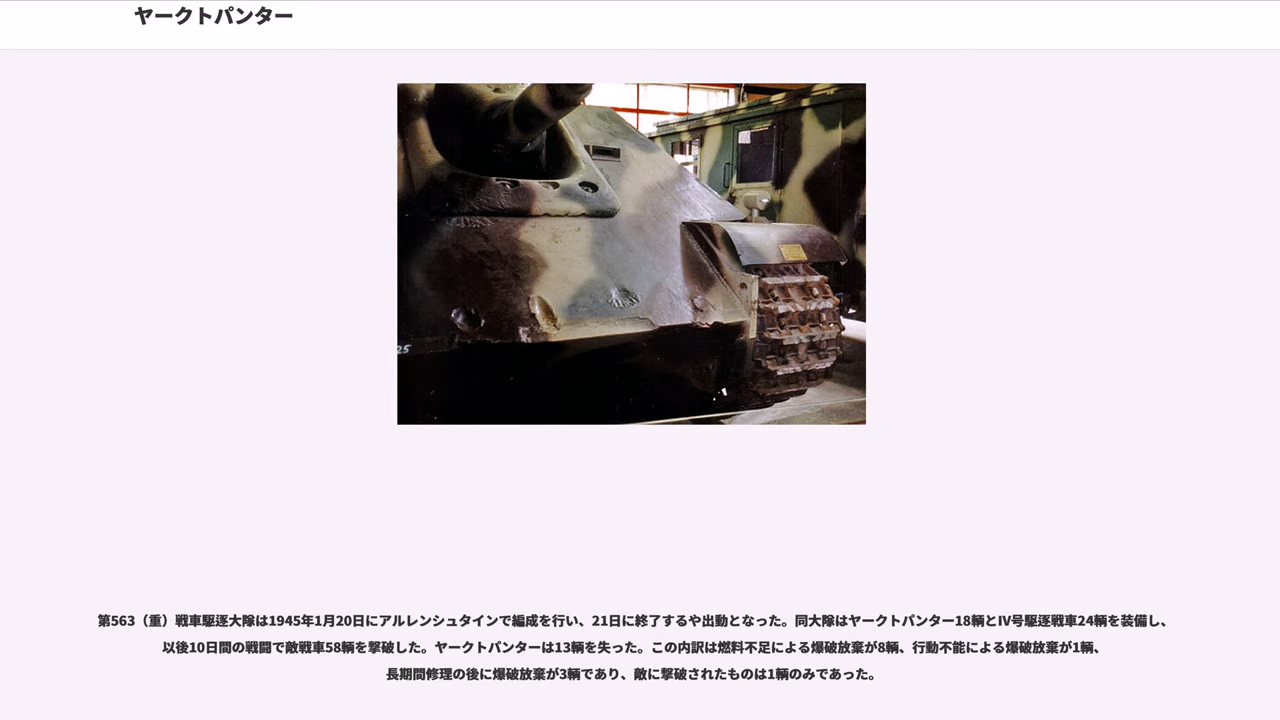 ヤークトパンター
25
第563（重）戦車駆逐大隊は1945年1月20日にアルレンシュタインで編成を行い、21日に終了するや出動となった。同大隊はヤークトパンター18輌とIV号駆逐戦車24輌を装備し、
以後10日間の戦闘で敵戦車58輌を撃破した。ヤークトパンターは13輌を失った。この内訳は燃料不足による爆破放棄が8輌、行動不能による爆破放棄が1輌、
長期間修理の後に爆破放棄が3輌であり、敵に撃破されたものは1輌のみであった。